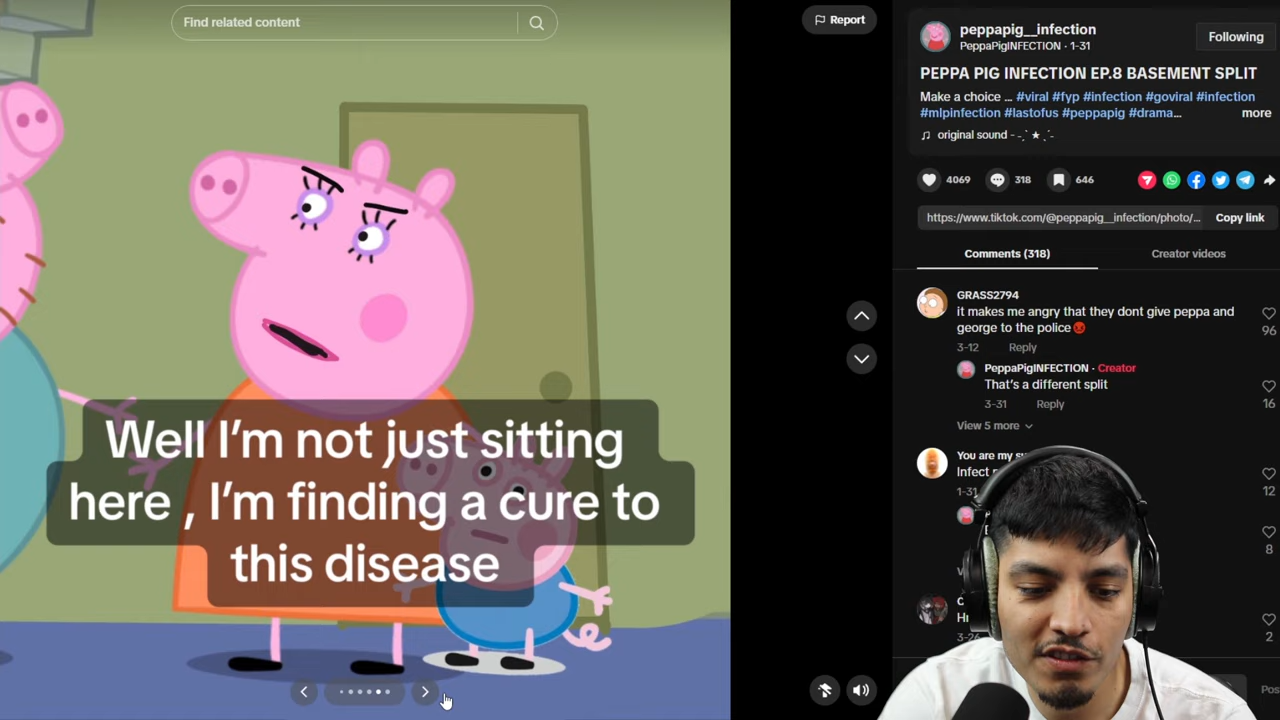 Find related content
Report
Well I'm not just sitting
here , I'm finding a cure to
this disease
peppapig__infection
PeppaPigINFECTION · 1-31
Following
PEPPA PIG INFECTION EP.8 BASEMENT SPLIT
Make a choice ... #viral #fyp #infection #goviral #infection
#mlpinfection #lastofus #peppapig #drama...
more
original sound - -ˏˋ ★ ˊˎ-
4069
318
646
https://www.tiktok.com/@peppapig__infection/photo/...
Copy link
Comments (318)
Creator videos
GRASS2794
it makes me angry that they dont give peppa and
george to the police😡
3-12
Reply
96
PeppaPigINFECTION · Creator
That's a different split
3-31
Reply
16
View 5 more
You are my
Infect
1-31
12
8
3-26
2